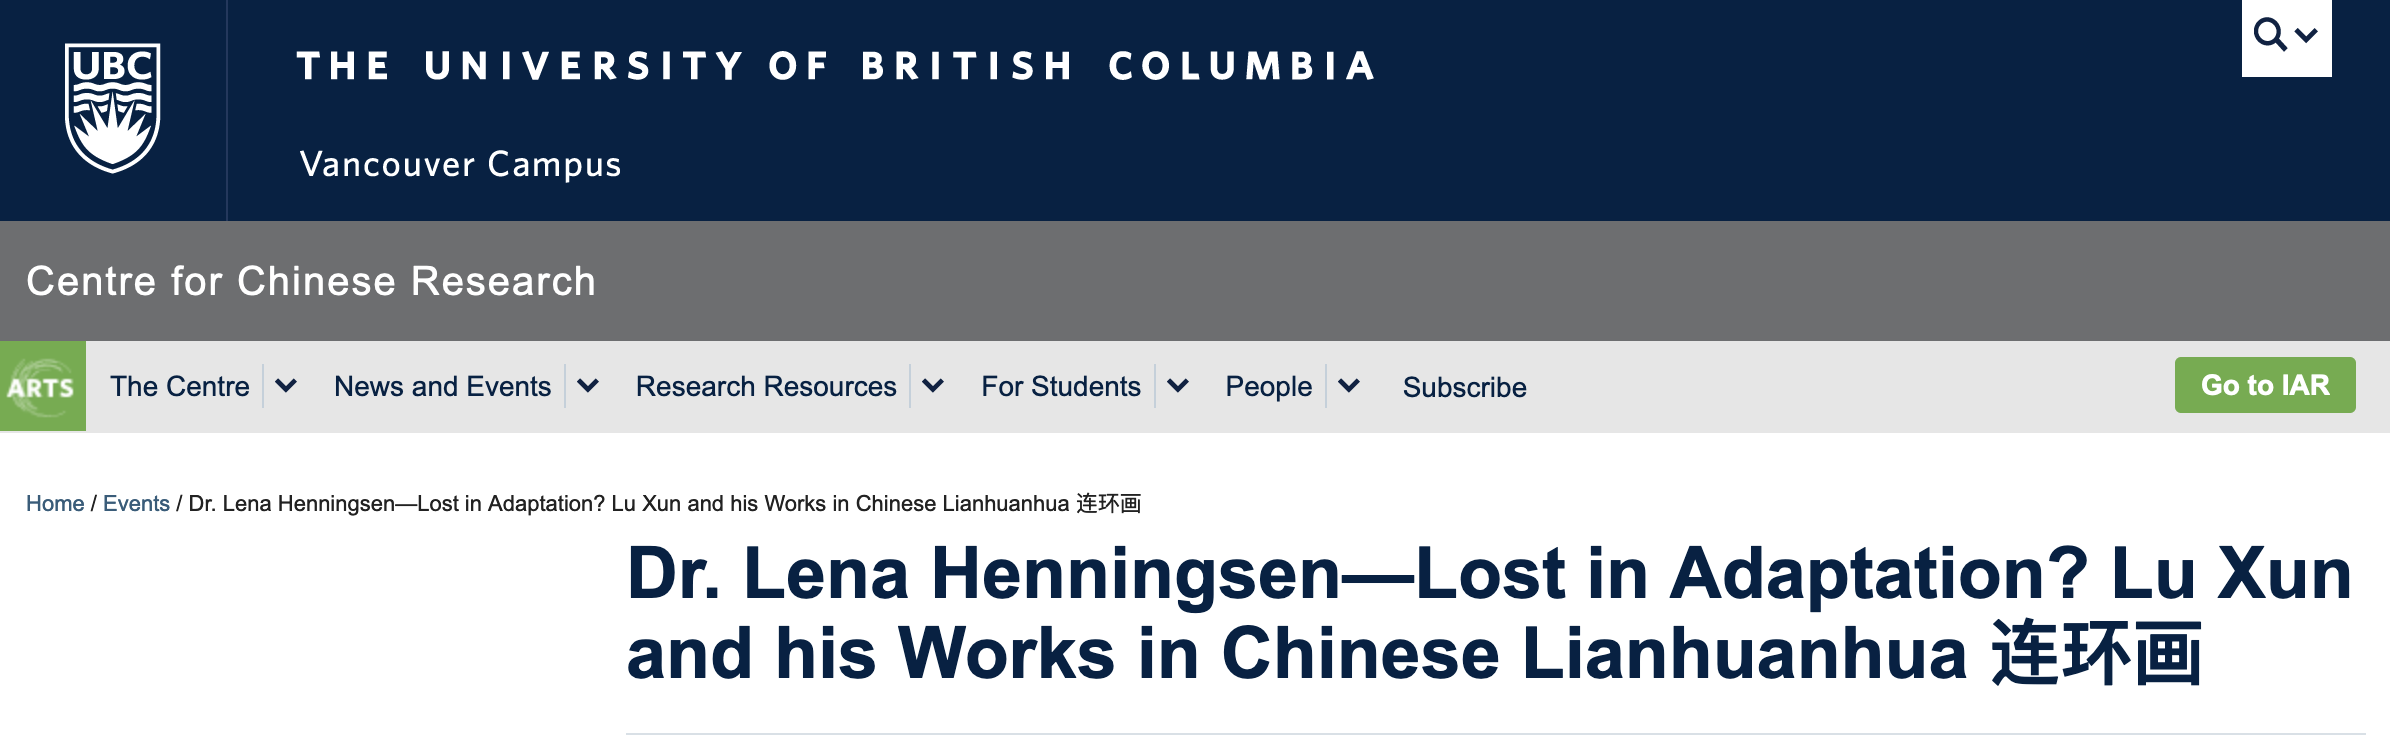 UBC
THE UNIVERSITY OF BRITISH COLUMBIA
Vancouver Campus
Centre for Chinese Research
ARTS
The Centre
News and Events
Research Resources
For Students
People
Subscribe
Go to IAR
Home / Events / Dr. Lena Henningsen—Lost in Adaptation? Lu Xun and his Works in Chinese Lianhuanhua 连环画
Dr. Lena Henningsen—Lost in Adaptation? Lu Xun
and his Works in Chinese Lianhuanhua 连环画